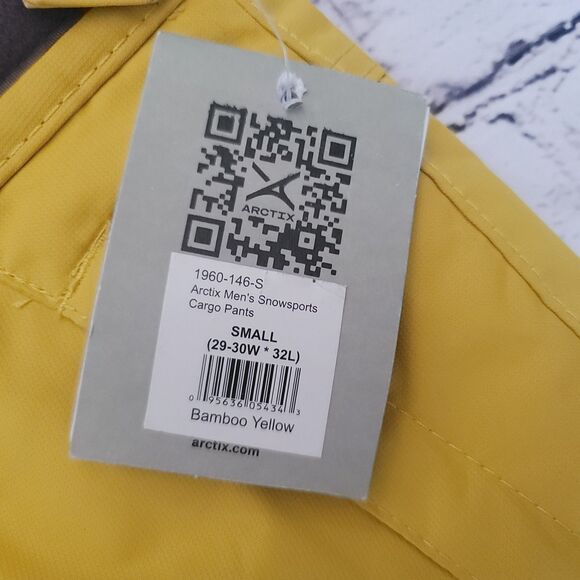 ARCTIX
1960-146-S
Arctix Men's Snowsports
Cargo Pants
SMALL
(29-30W * 32L)
0 95636 05434 3
Bamboo Yellow
arctix.com